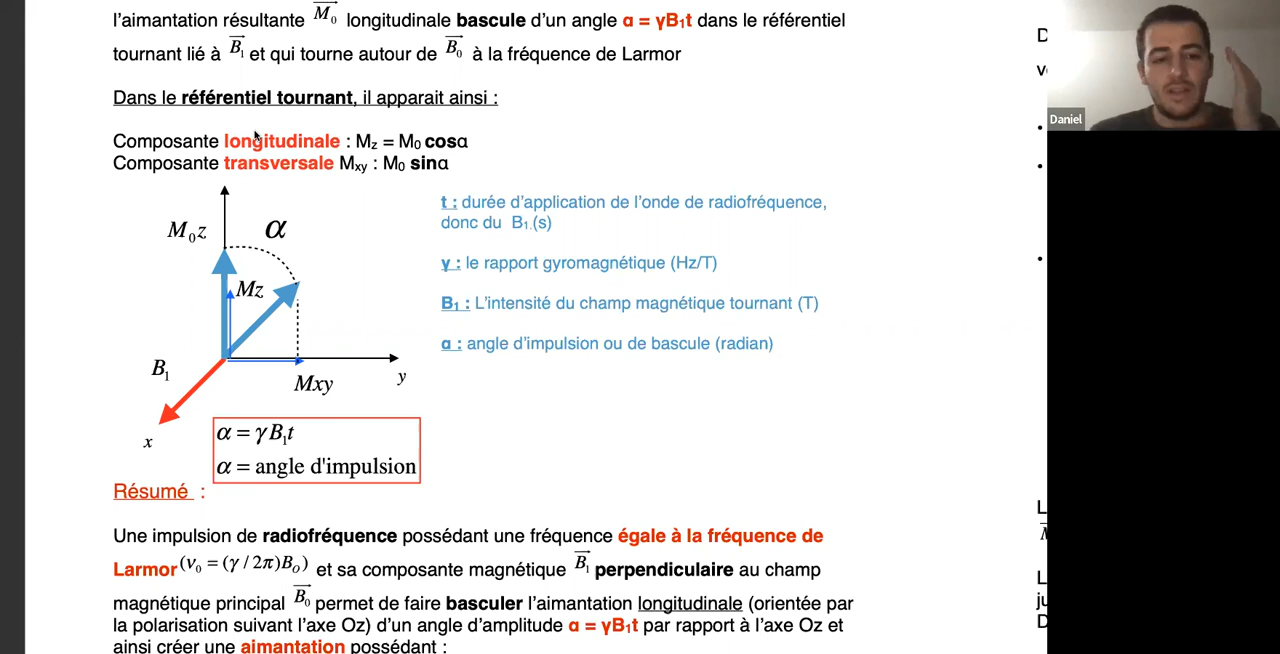 l'aimantation résultante M₀ longitudinale bascule d'un angle α = γB₁t dans le référentiel
tournant lié à B₁ et qui tourne autour de B₀ à la fréquence de Larmor
Dans le référentiel tournant, il apparait ainsi :
Composante longitudinale : Mz = M₀ cosα
Composante transversale Mxy : M₀ sinα
M₀z
α
Mz
B₁
Mxy
y
x
α = γB₁t
α = angle d'impulsion
t : durée d'application de l'onde de radiofréquence,
donc du B₁.(s)
γ : le rapport gyromagnétique (Hz/T)
B₁ : L'intensité du champ magnétique tournant (T)
α : angle d'impulsion ou de bascule (radian)
Résumé :
Une impulsion de radiofréquence possédant une fréquence égale à la fréquence de
Larmor (ν₀ = (γ / 2π)B₀) et sa composante magnétique B₁ perpendiculaire au champ
magnétique principal B₀ permet de faire basculer l'aimantation longitudinale (orientée par
la polarisation suivant l'axe Oz) d'un angle d'amplitude α = γB₁t par rapport à l'axe Oz et
ainsi créer une aimantation possédant :
Daniel